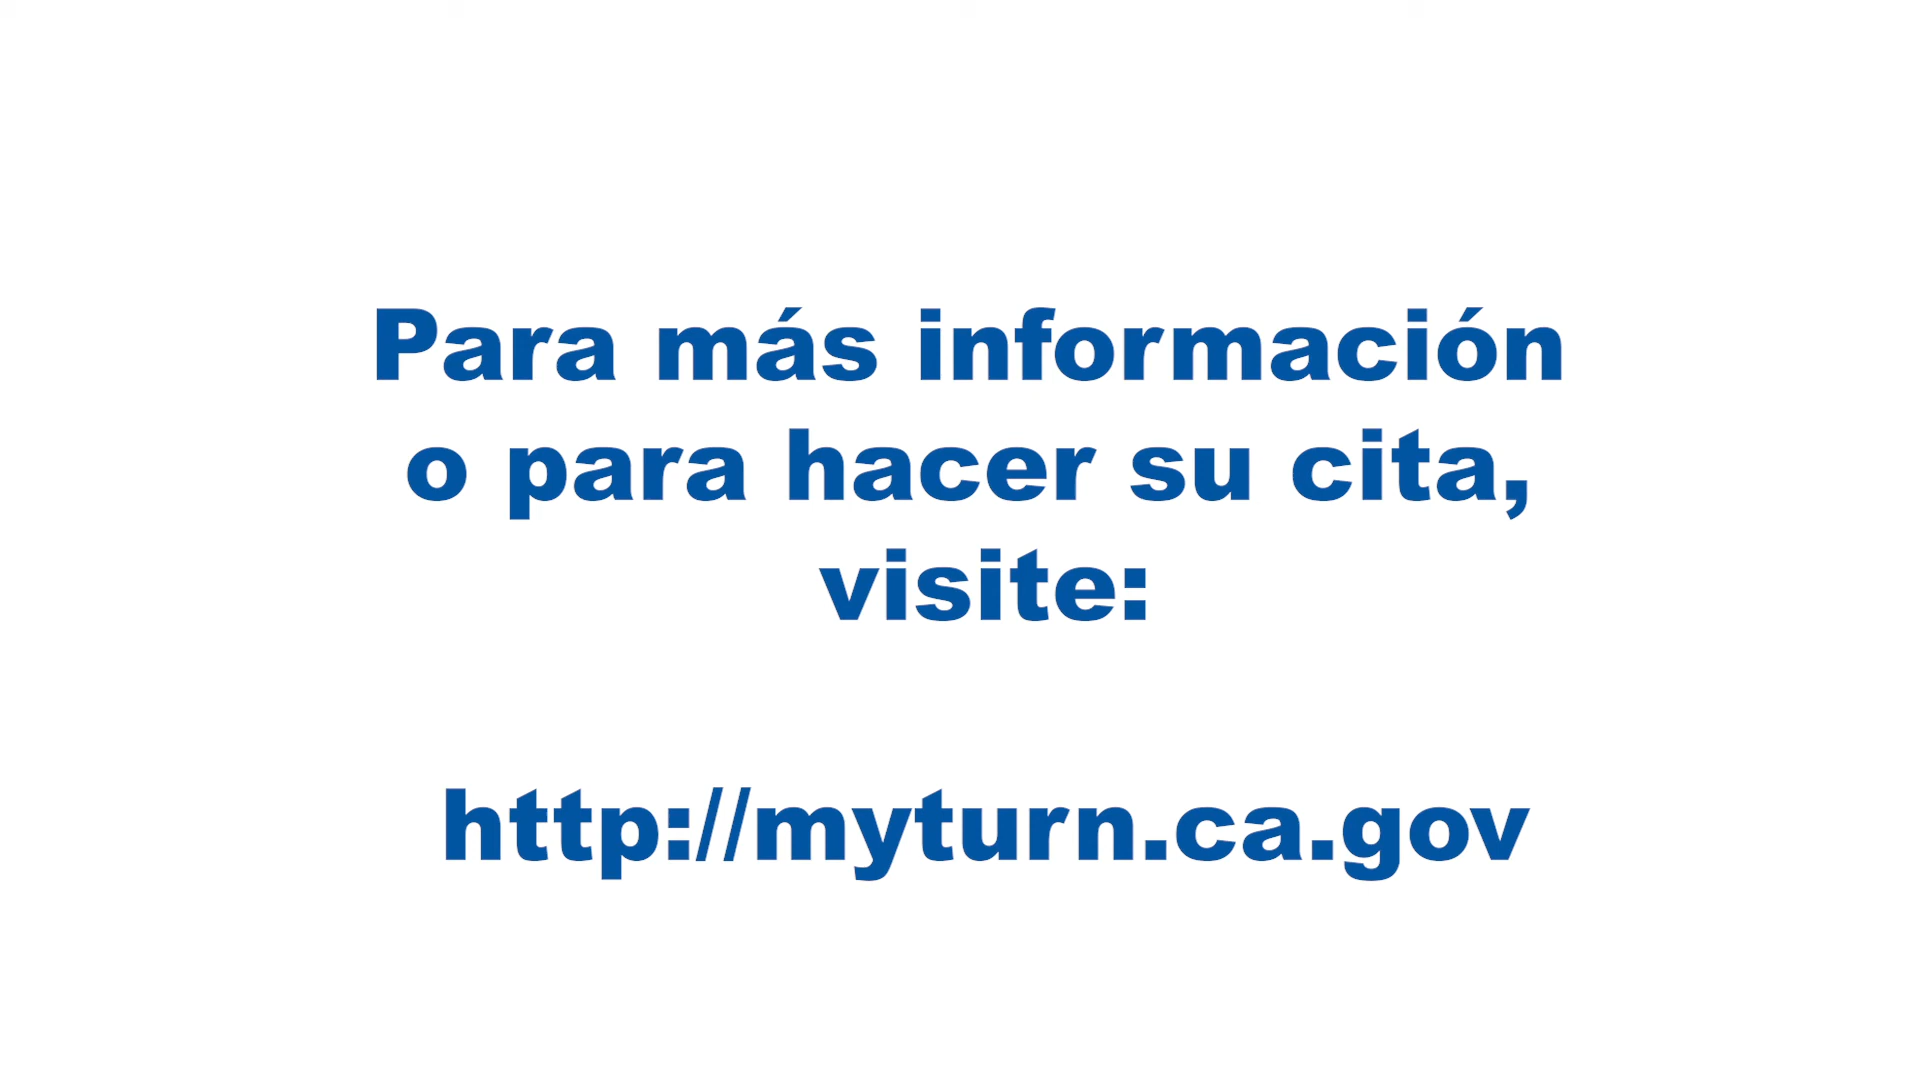 Para más información
o para hacer su cita,
visite:
http://myturn.ca.gov